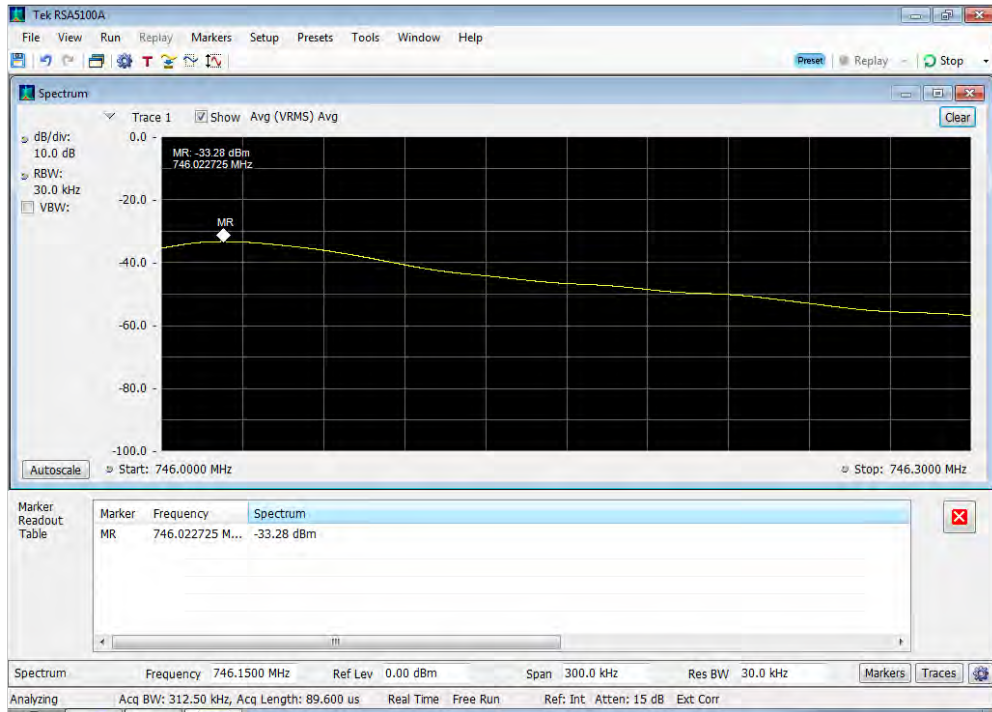 Tek RSA5100A
File View Run Replay Markers Setup Presets Tools Window Help
T Preset Replay Stop
Spectrum
Trace 1 Show Avg (VRMS) Avg Clear
dB/div:
10.0 dB
RBW:
30.0 kHz
VBW:
0.0
-20.0
-40.0
-60.0
-80.0
-100.0
MR: -33.28 dBm
746.022725 MHz
MR
Autoscale Start: 746.0000 MHz Stop: 746.3000 MHz
Marker
Readout
Table
Marker Frequency Spectrum
MR 746.022725 M... -33.28 dBm
Spectrum Frequency 746.1500 MHz Ref Lev 0.00 dBm Span 300.0 kHz Res BW 30.0 kHz Markers Traces
Analyzing Acq BW: 312.50 kHz, Acq Length: 89.600 us Real Time Free Run Ref: Int Atten: 15 dB Ext Corr